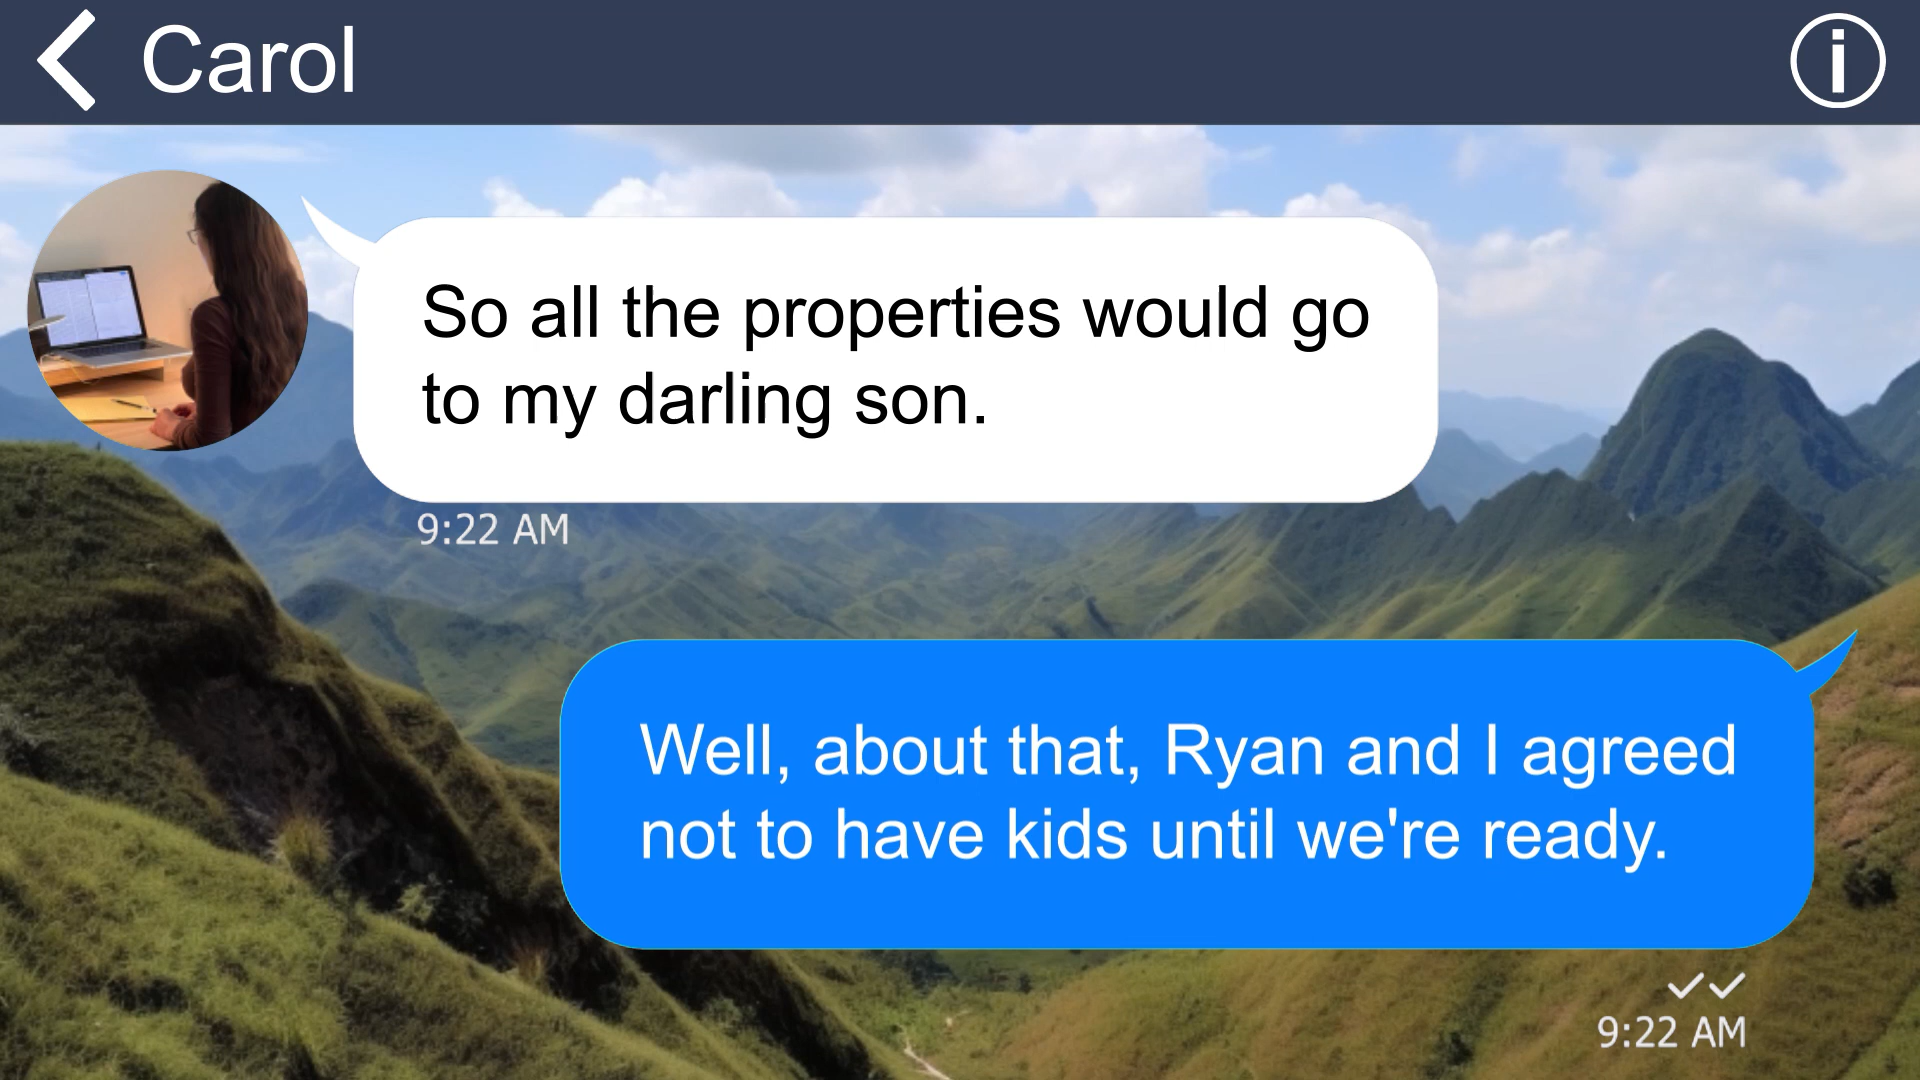 Carol
So all the properties would go
to my darling son.
9:22 AM
Well, about that, Ryan and I agreed
not to have kids until we're ready.
9:22 AM